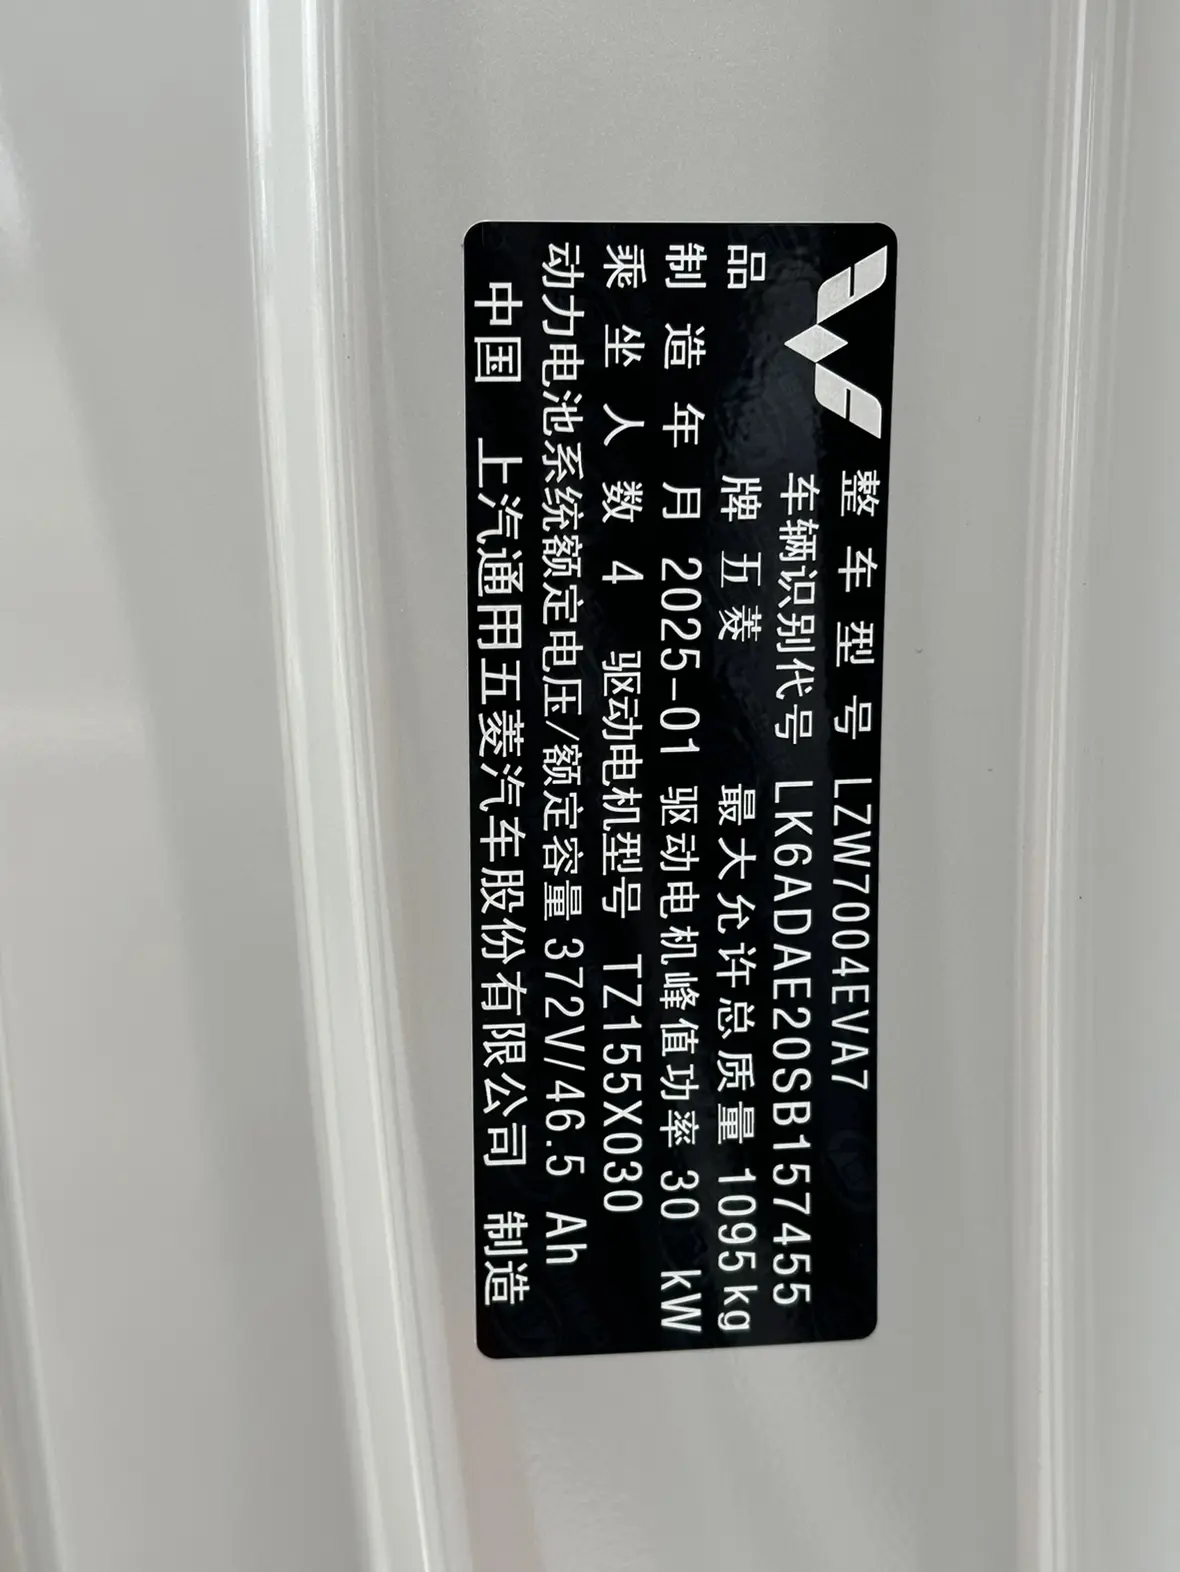 整车型号 LZW7004EVA7
车辆识别代号 LK6ADAE20SB157455
品牌 五菱 最大允许总质量 1095kg
制造年月 2025-01 驱动电机峰值功率 30 kW
乘坐人数 4 驱动电机型号 TZ155X030
动力电池系统额定电压/额定容量 372V/46.5 Ah
中国 上汽通用五菱汽车股份有限公司 制造